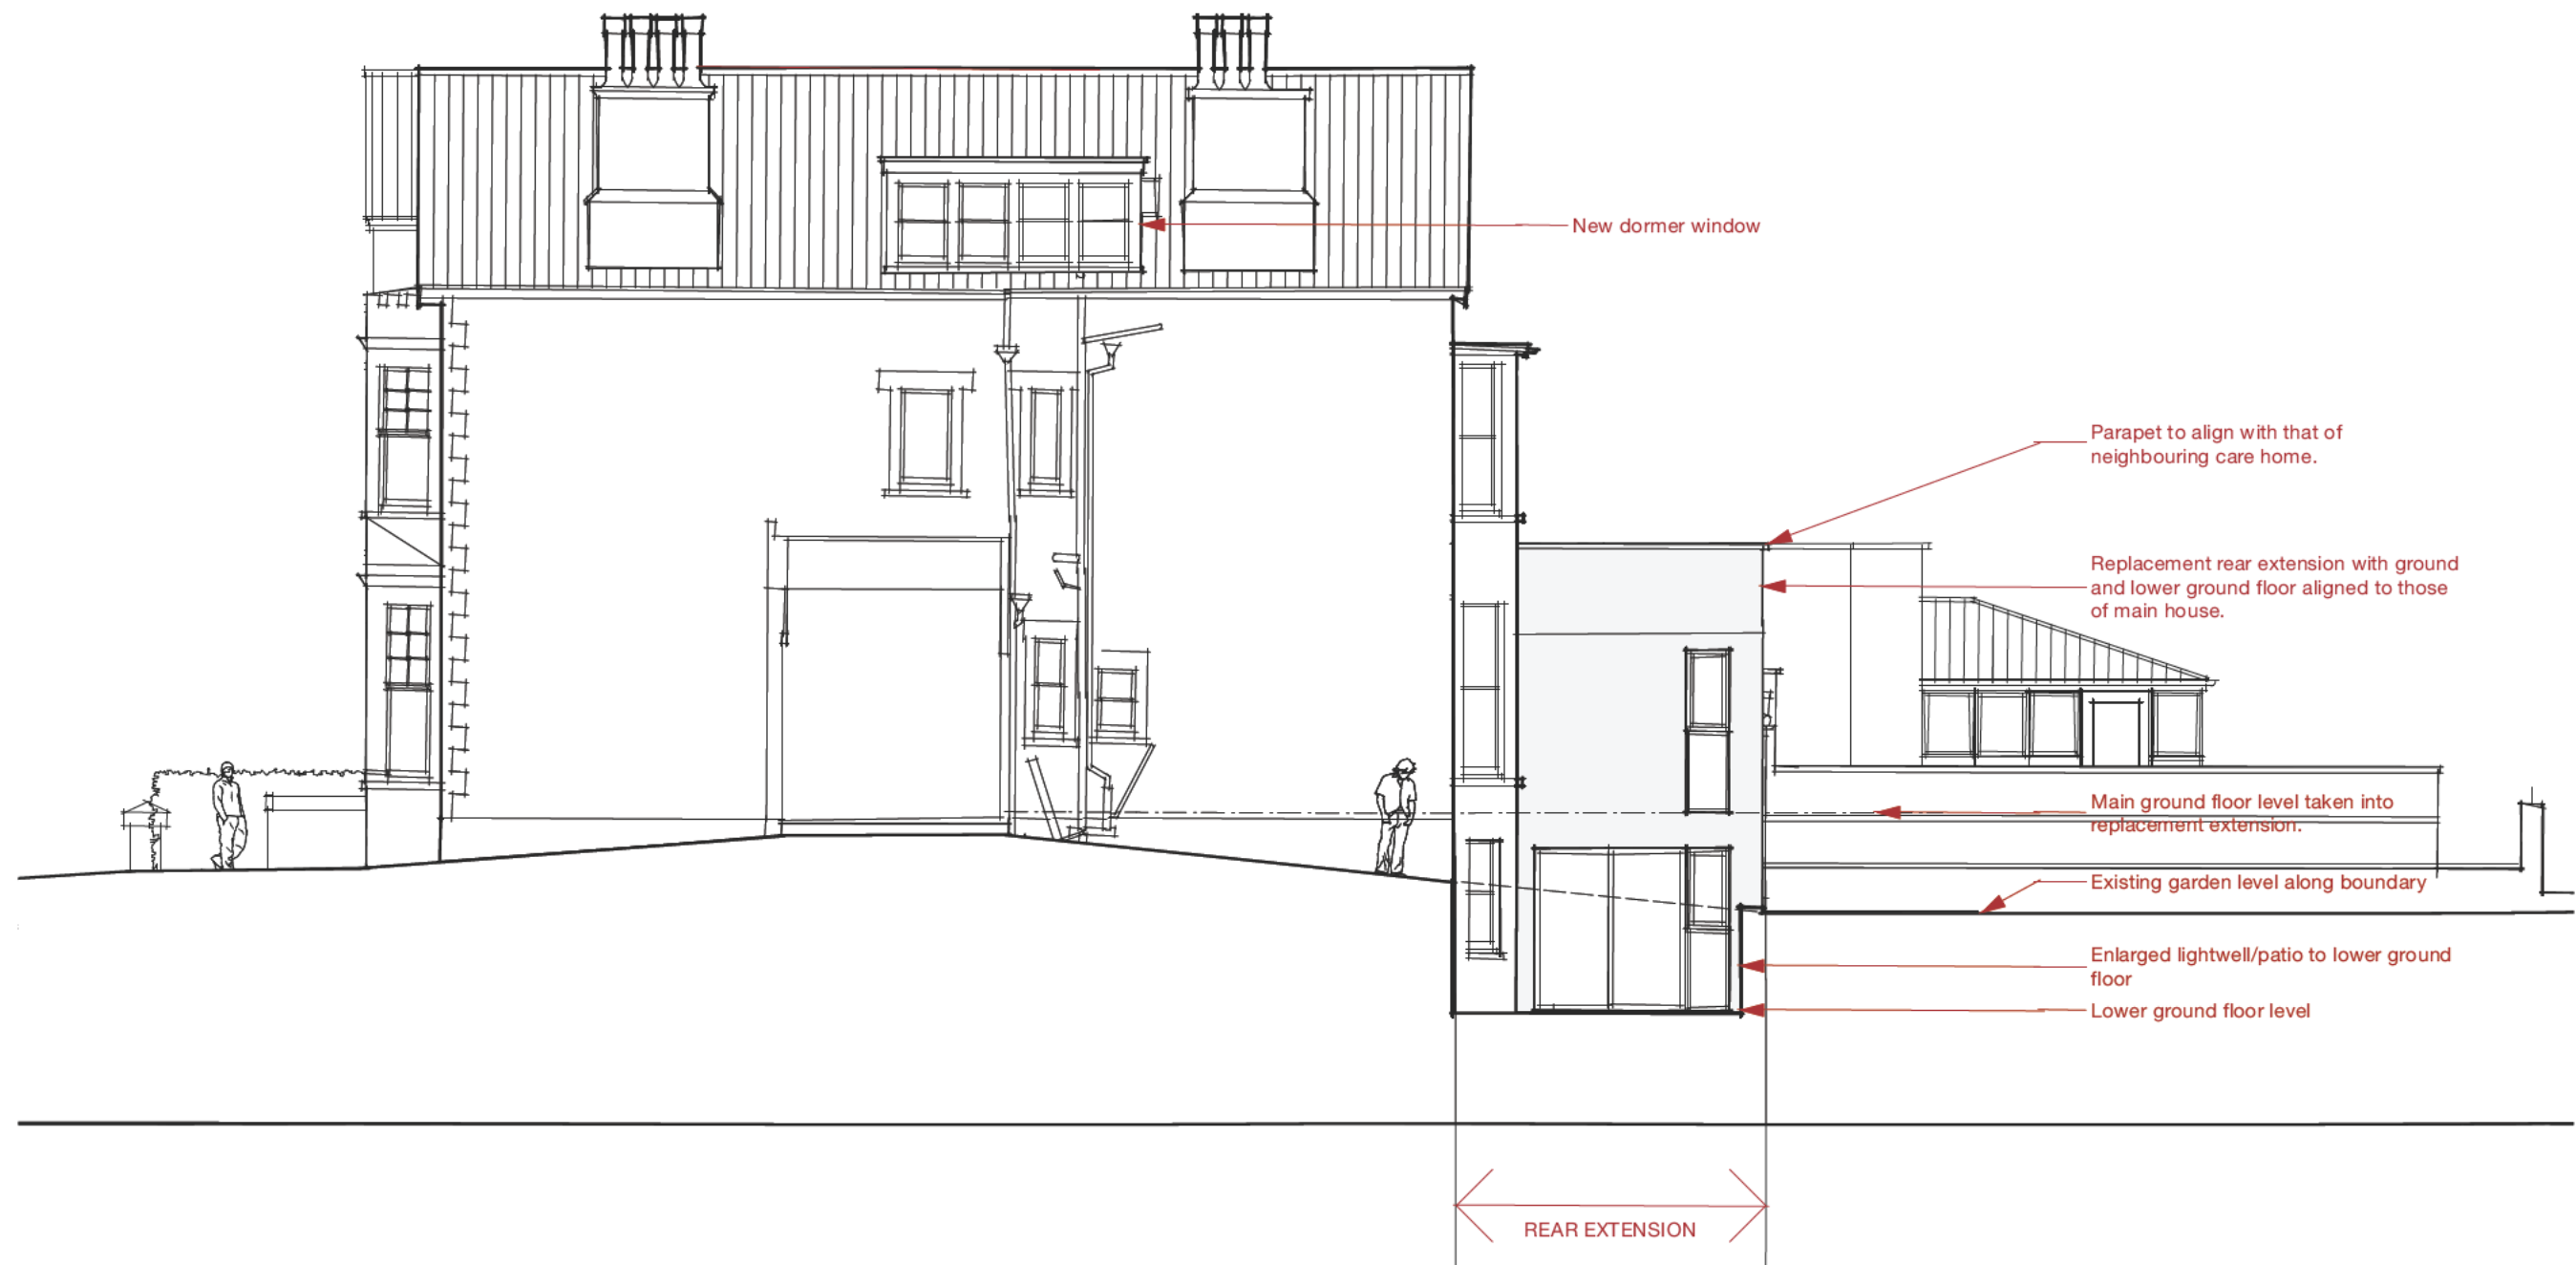 New dormer window
Parapet to align with that of
neighbouring care home.
Replacement rear extension with ground
and lower ground floor aligned to those
of main house.
Main ground floor level taken into
replacement extension.
Existing garden level along boundary
Enlarged lightwell/patio to lower ground
floor
Lower ground floor level
REAR EXTENSION